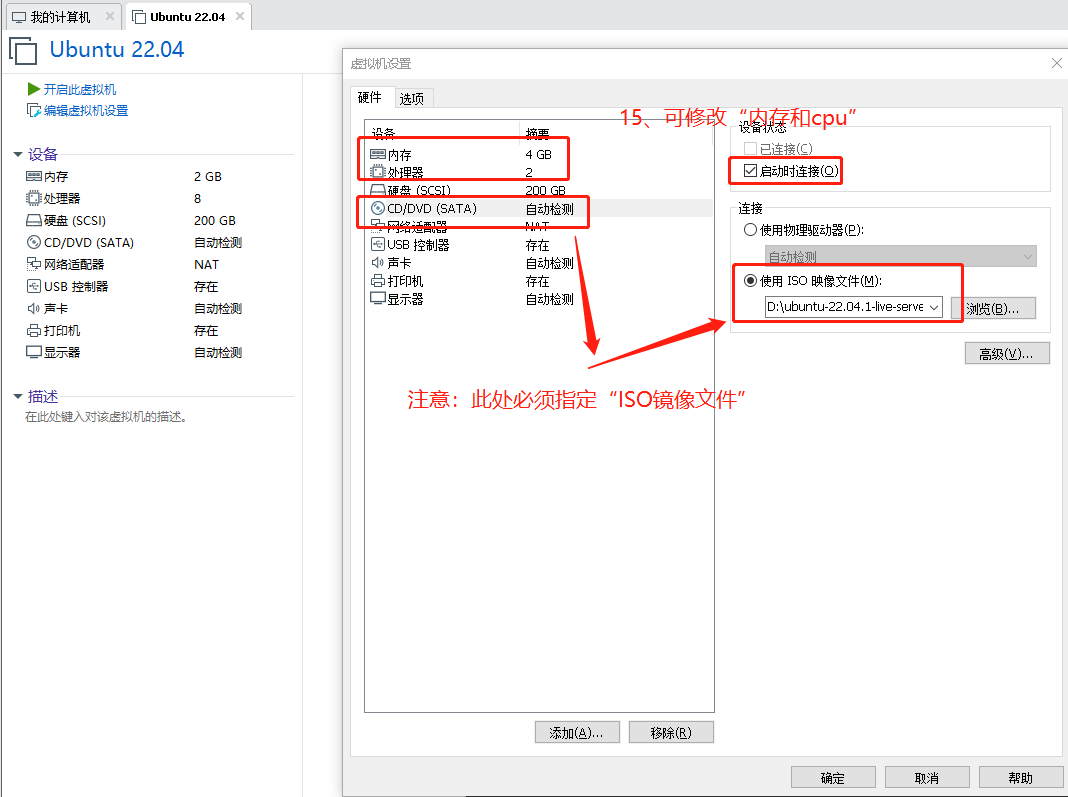 我的计算机
Ubuntu 22.04
Ubuntu 22.04
开启此虚拟机
编辑虚拟机设置
设备
内存 2 GB
处理器 8
硬盘 (SCSI) 200 GB
CD/DVD (SATA) 自动检测
网络适配器 NAT
USB 控制器 存在
声卡 自动检测
打印机 存在
显示器 自动检测
描述
在此处键入对该虚拟机的描述。
虚拟机设置
硬件 选项
15、可修改“内存和cpu”
设备 摘要
内存 4 GB
处理器 2
硬盘 (SCSI) 200 GB
CD/DVD (SATA) 自动检测
网络适配器 NAT
USB 控制器 存在
声卡 自动检测
打印机 存在
显示器 自动检测
注意：此处必须指定“ISO镜像文件”
添加(A)... 移除(R)
设备状态
已连接(C)
启动时连接(O)
连接
使用物理驱动器(P):
自动检测
使用 ISO 映像文件(M):
D:\ubuntu-22.04.1-live-serve 浏览(B)...
高级(V)...
确定 取消 帮助